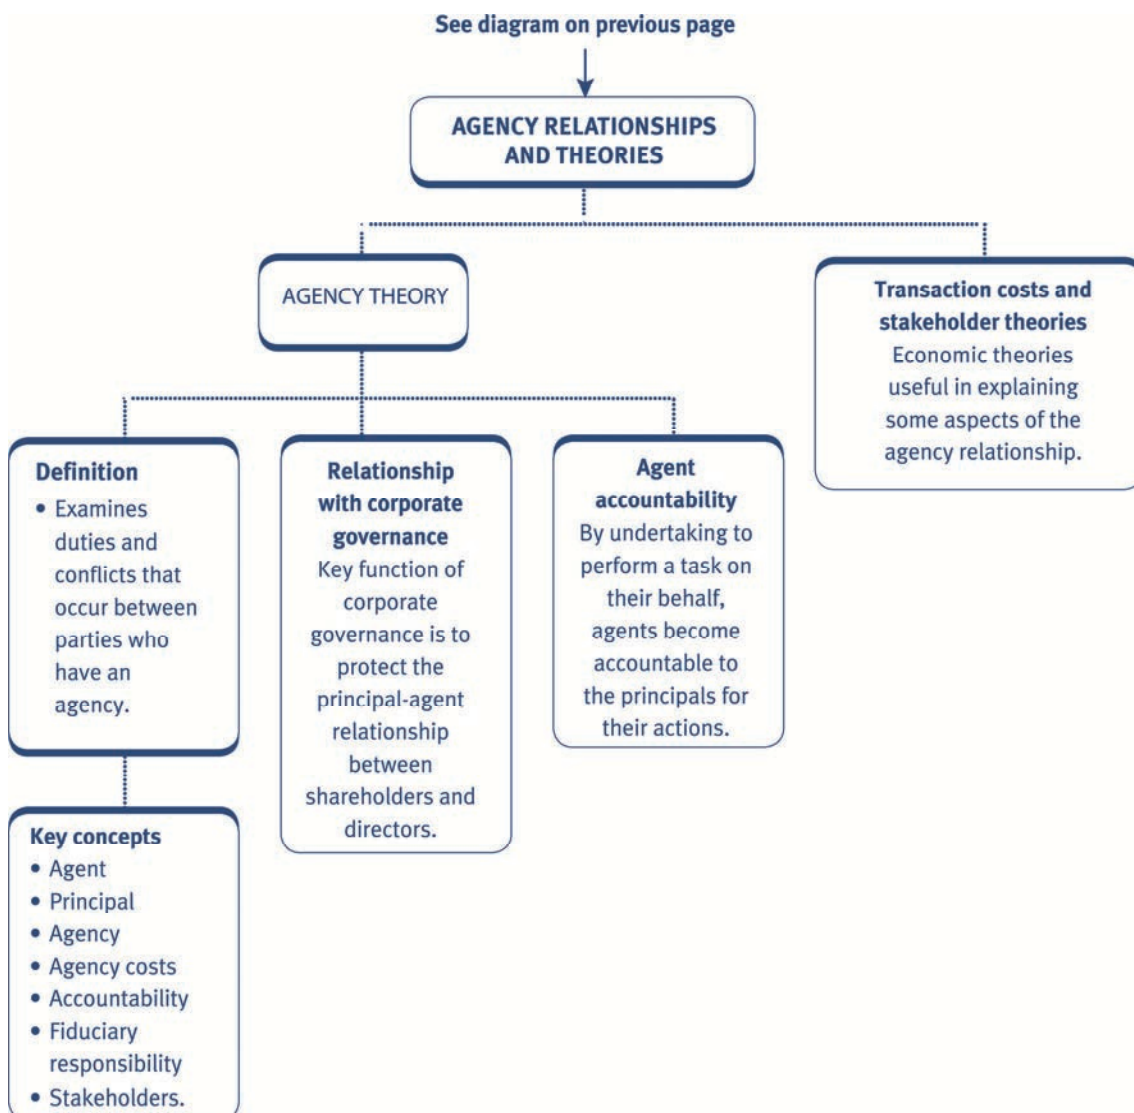 See diagram on previous page
AGENCY RELATIONSHIPS
AND THEORIES
AGENCY THEORY
Transaction costs and
stakeholder theories
Economic theories
useful in explaining
some aspects of the
agency relationship.
Definition
• Examines
duties and
conflicts that
occur between
parties who
have an
agency.
Relationship
with corporate
governance
Key function of
corporate
governance is to
protect the
principal-agent
relationship
between
shareholders and
directors.
Agent
accountability
By undertaking to
perform a task on
their behalf,
agents become
accountable to
the principals for
their actions.
Key concepts
• Agent
• Principal
• Agency
• Agency costs
• Accountability
• Fiduciary
responsibility
• Stakeholders.